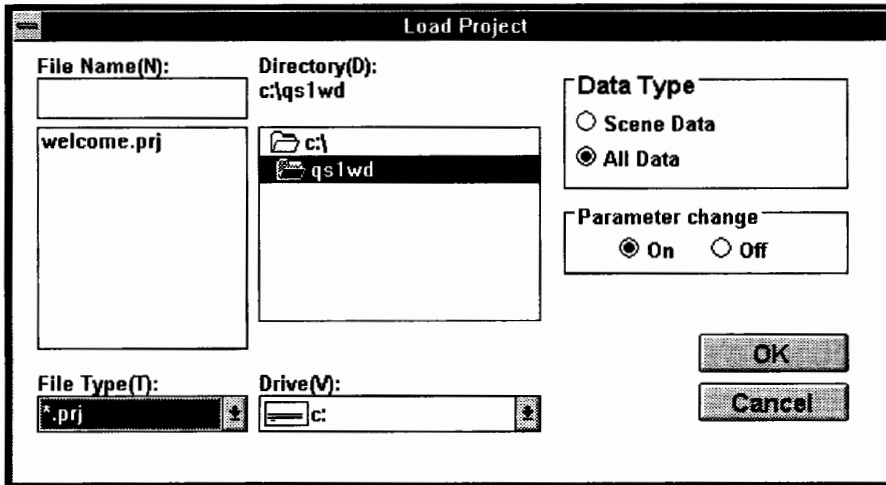 Load Project
File Name(N):
Directory(D):
c:\qs1wd
welcome.prj
c:\
qs1wd
File Type(T):
*.prj
Drive(V):
c:
Data Type
Scene Data
All Data
Parameter change
On Off
OK
Cancel